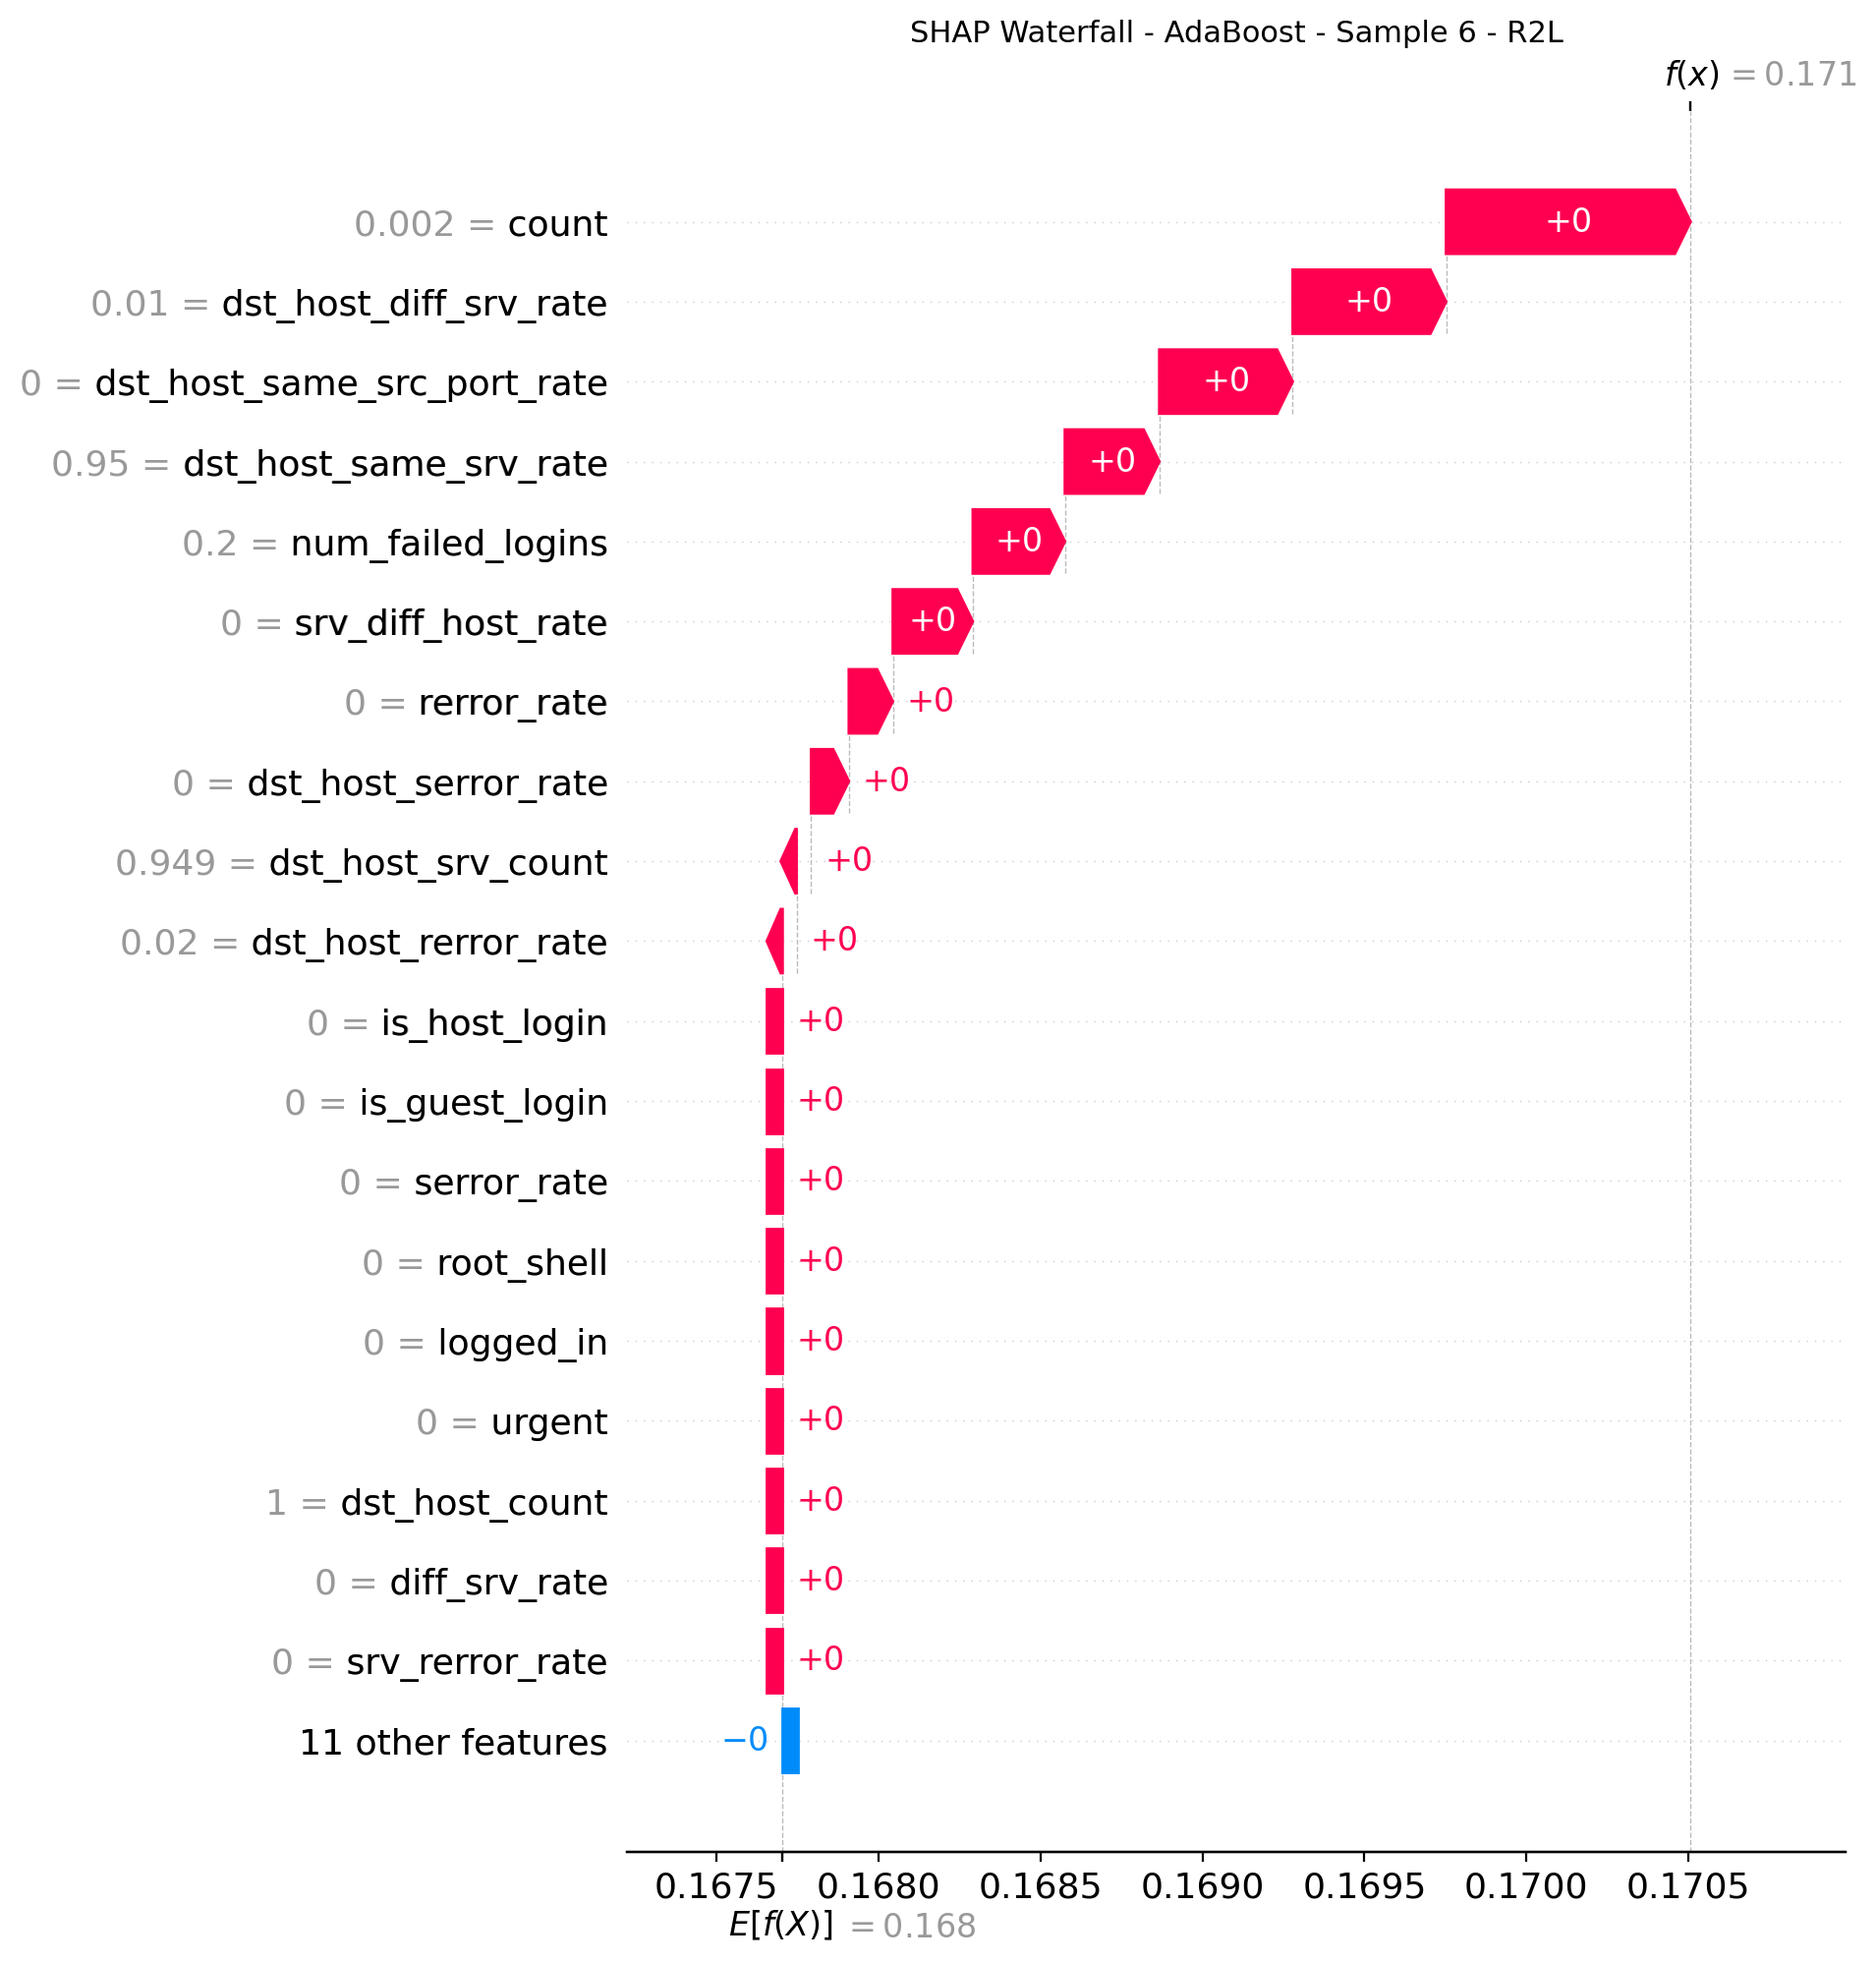 SHAP Waterfall - AdaBoost - Sample 6 - R2L
f(x) = 0.171
0.002 = count +0
0.01 = dst_host_diff_srv_rate +0
0 = dst_host_same_src_port_rate +0
0.95 = dst_host_same_srv_rate +0
0.2 = num_failed_logins +0
0 = srv_diff_host_rate +0
0 = rerror_rate +0
0 = dst_host_serror_rate +0
0.949 = dst_host_srv_count +0
0.02 = dst_host_rerror_rate +0
0 = is_host_login +0
0 = is_guest_login +0
0 = serror_rate +0
0 = root_shell +0
0 = logged_in +0
0 = urgent +0
1 = dst_host_count +0
0 = diff_srv_rate +0
0 = srv_rerror_rate +0
11 other features −0
0.1675 0.1680 0.1685 0.1690 0.1695 0.1700 0.1705
E[f(X)] = 0.168